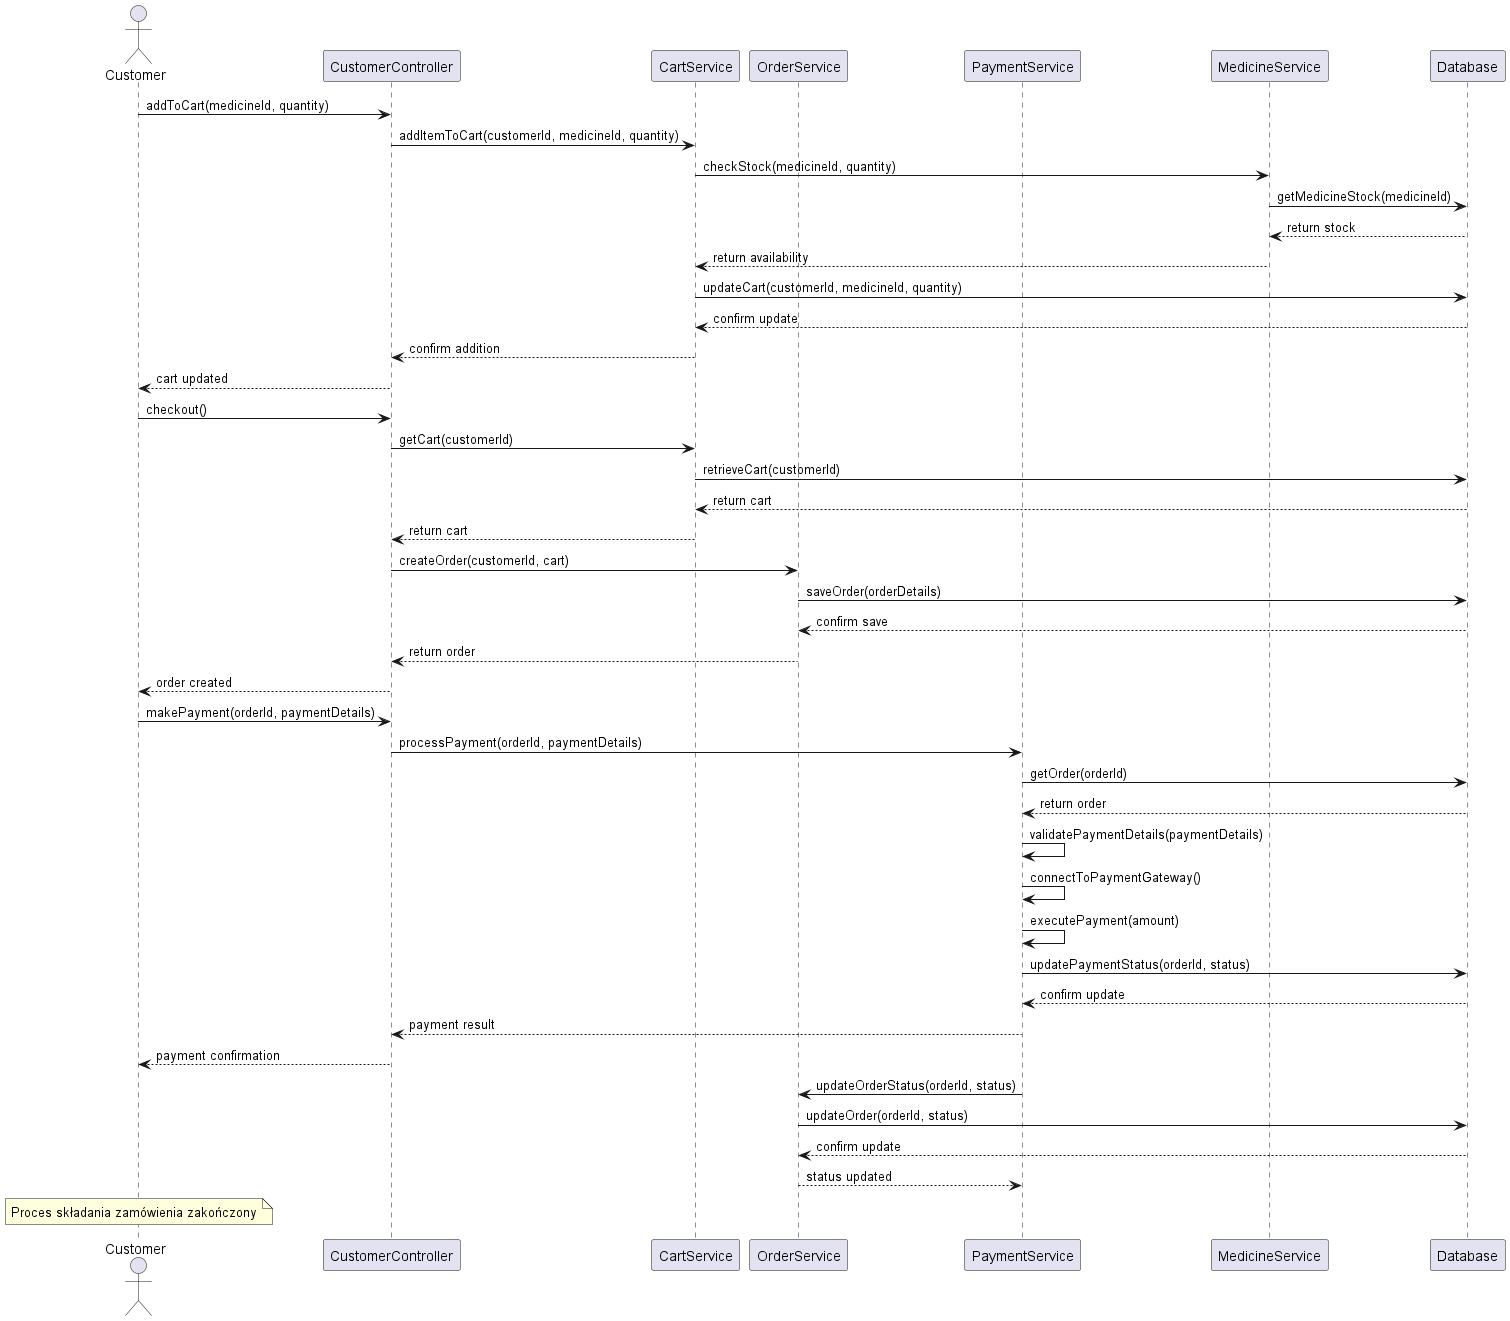 Customer
CustomerController
CartService
OrderService
PaymentService
MedicineService
Database
addToCart(medicineId, quantity)
addItemToCart(customerId, medicineId, quantity)
checkStock(medicineId, quantity)
getMedicineStock(medicineId)
return stock
return availability
updateCart(customerId, medicineId, quantity)
confirm update
confirm addition
cart updated
checkout()
getCart(customerId)
retrieveCart(customerId)
return cart
return cart
createOrder(customerId, cart)
saveOrder(orderDetails)
confirm save
return order
order created
makePayment(orderId, paymentDetails)
processPayment(orderId, paymentDetails)
getOrder(orderId)
return order
validatePaymentDetails(paymentDetails)
connectToPaymentGateway()
executePayment(amount)
updatePaymentStatus(orderId, status)
confirm update
payment result
payment confirmation
updateOrderStatus(orderId, status)
updateOrder(orderId, status)
confirm update
status updated
Proces składania zamówienia zakończony
Customer
CustomerController
CartService
OrderService
PaymentService
MedicineService
Database